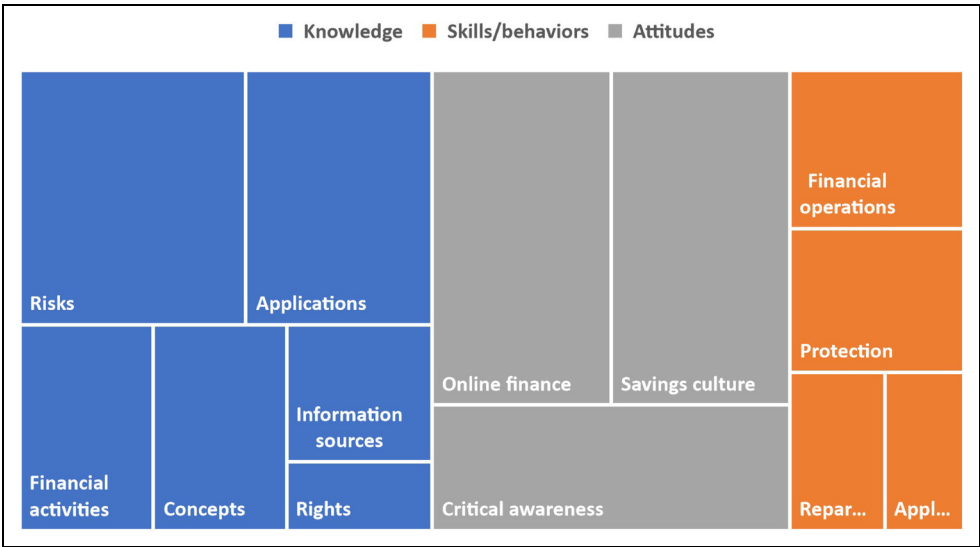 Knowledge Skills/behaviors Attitudes
Risks
Applications
Financial
activities
Concepts
Information
sources
Rights
Online finance
Savings culture
Critical awareness
Financial
operations
Protection
Repar...
Appl...